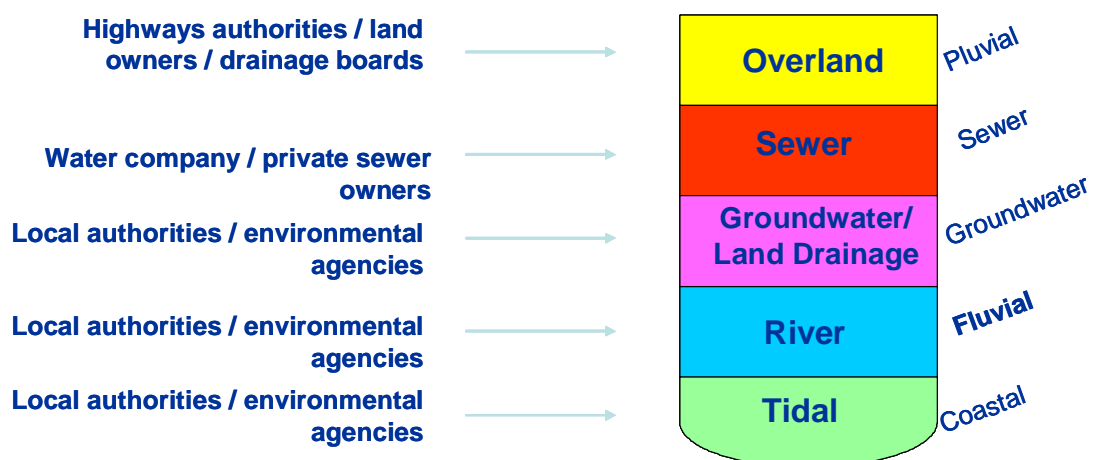 Highways authorities / land
owners / drainage boards
Overland
Pluvial
Water company / private sewer
owners
Sewer
Sewer
Local authorities / environmental
agencies
Groundwater/
Land Drainage
Groundwater
Local authorities / environmental
agencies
River
Fluvial
Local authorities / environmental
agencies
Tidal
Coastal